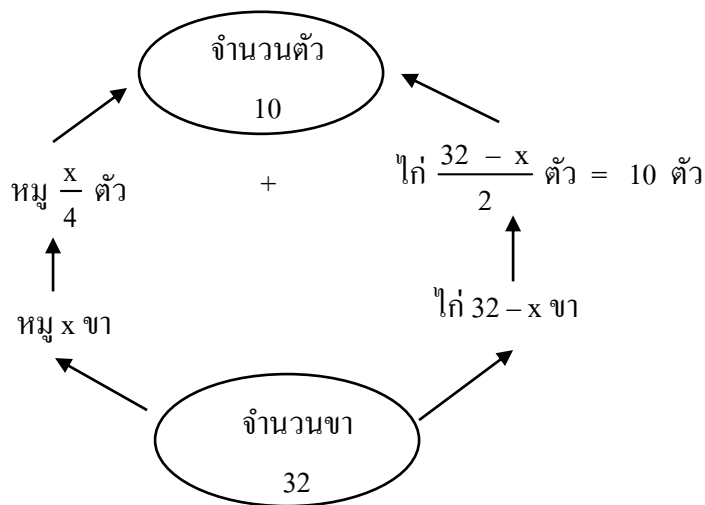 จำนวนตัว
10
หมู x/4 ตัว + ไก่ (32 – x)/2 ตัว = 10 ตัว
หมู x ขา ไก่ 32 – x ขา
จำนวนขา
32